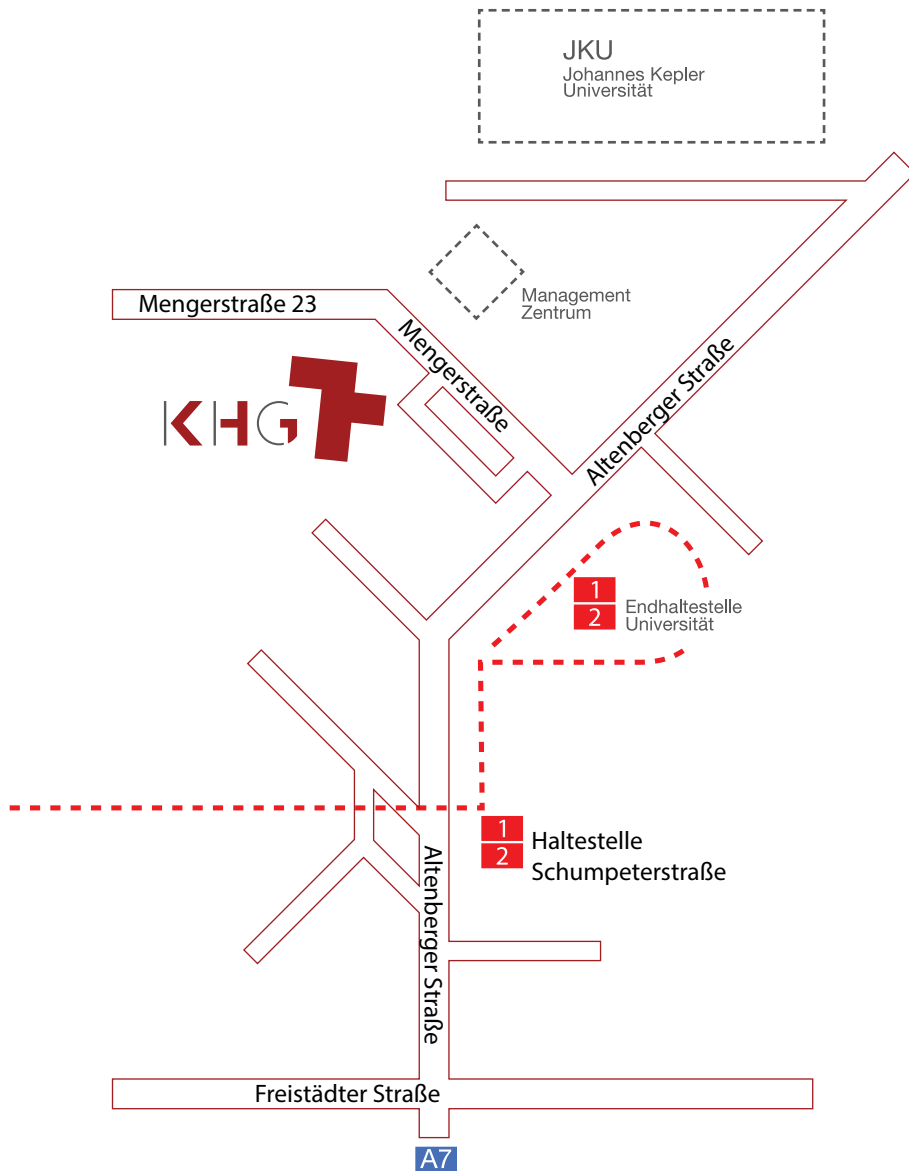 JKU
Johannes Kepler
Universität
Management
Zentrum
Mengerstraße 23
Mengerstraße
Altenberger Straße
KHG
1
2
Endhaltestelle
Universität
1
2
Haltestelle
Schumpeterstraße
Altenberger Straße
Freistädter Straße
A7